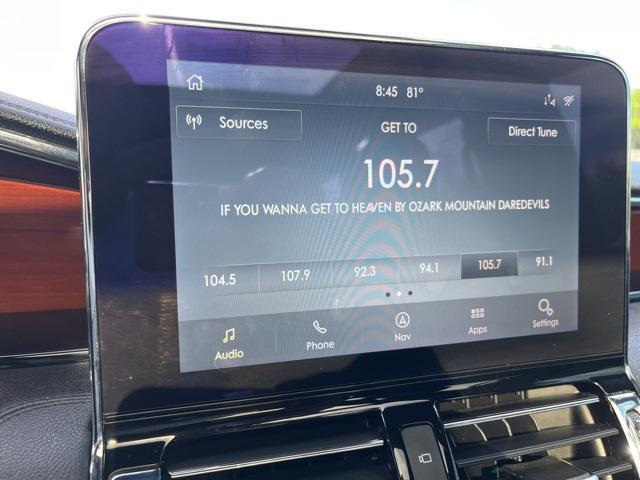 8:45 81°
Sources GET TO Direct Tune
105.7
IF YOU WANNA GET TO HEAVEN BY OZARK MOUNTAIN DAREDEVILS
104.5 107.9 92.3 94.1 105.7 91.1
Audio Phone Nav Apps Settings